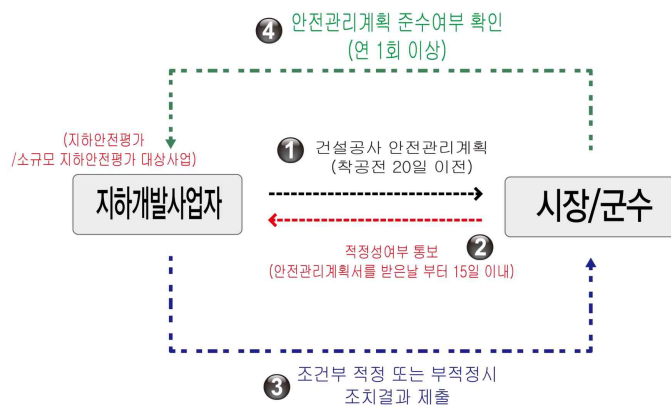 ❹ 안전관리계획 준수여부 확인
(연 1회 이상)
(지하안전평가
/소규모 지하안전평가 대상사업)
❶ 건설공사 안전관리계획
(착공전 20일 이전)
지하개발사업자
시장/군수
❷
적정성여부 통보
(안전관리계획서를 받은날 부터 15일 이내)
❸ 조건부 적정 또는 부적정시
조치결과 제출